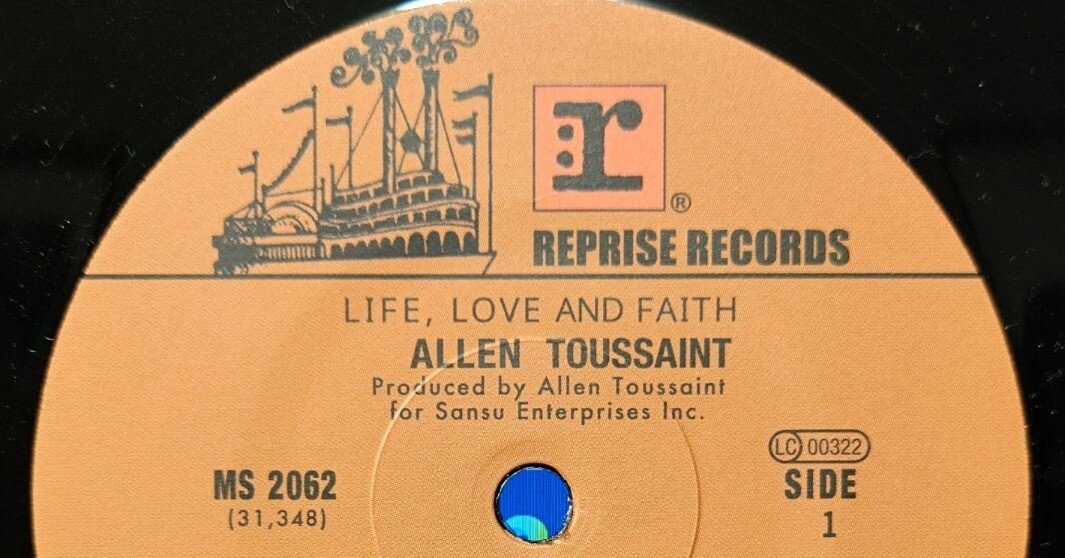 r ®
REPRISE RECORDS
LIFE, LOVE AND FAITH
ALLEN TOUSSAINT
Produced by Allen Toussaint
for Sansu Enterprises Inc.
LC 00322
MS 2062
SIDE
(31,348)
1